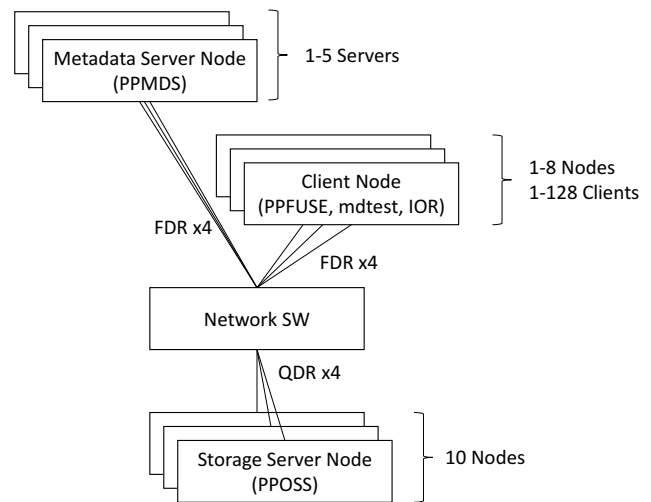 Metadata Server Node
(PPMDS)
1-5 Servers
Client Node
(PPFUSE, mdtest, IOR)
1-8 Nodes
1-128 Clients
FDR x4
FDR x4
Network SW
QDR x4
Storage Server Node
(PPOSS)
10 Nodes